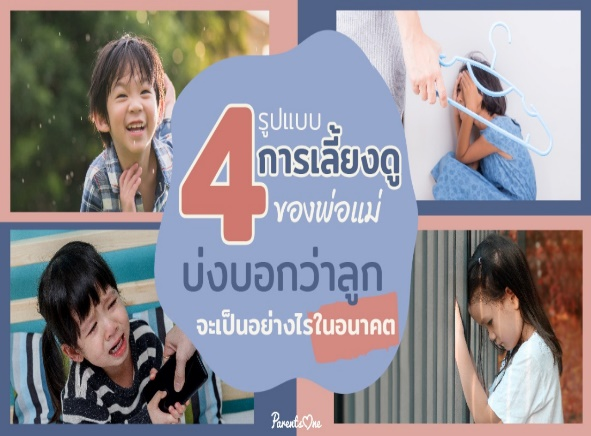 4 รูปแบบ
การเลี้ยงดู
ของพ่อแม่
บ่งบอกว่าลูก
จะเป็นอย่างไรในอนาคต
ParentsOne